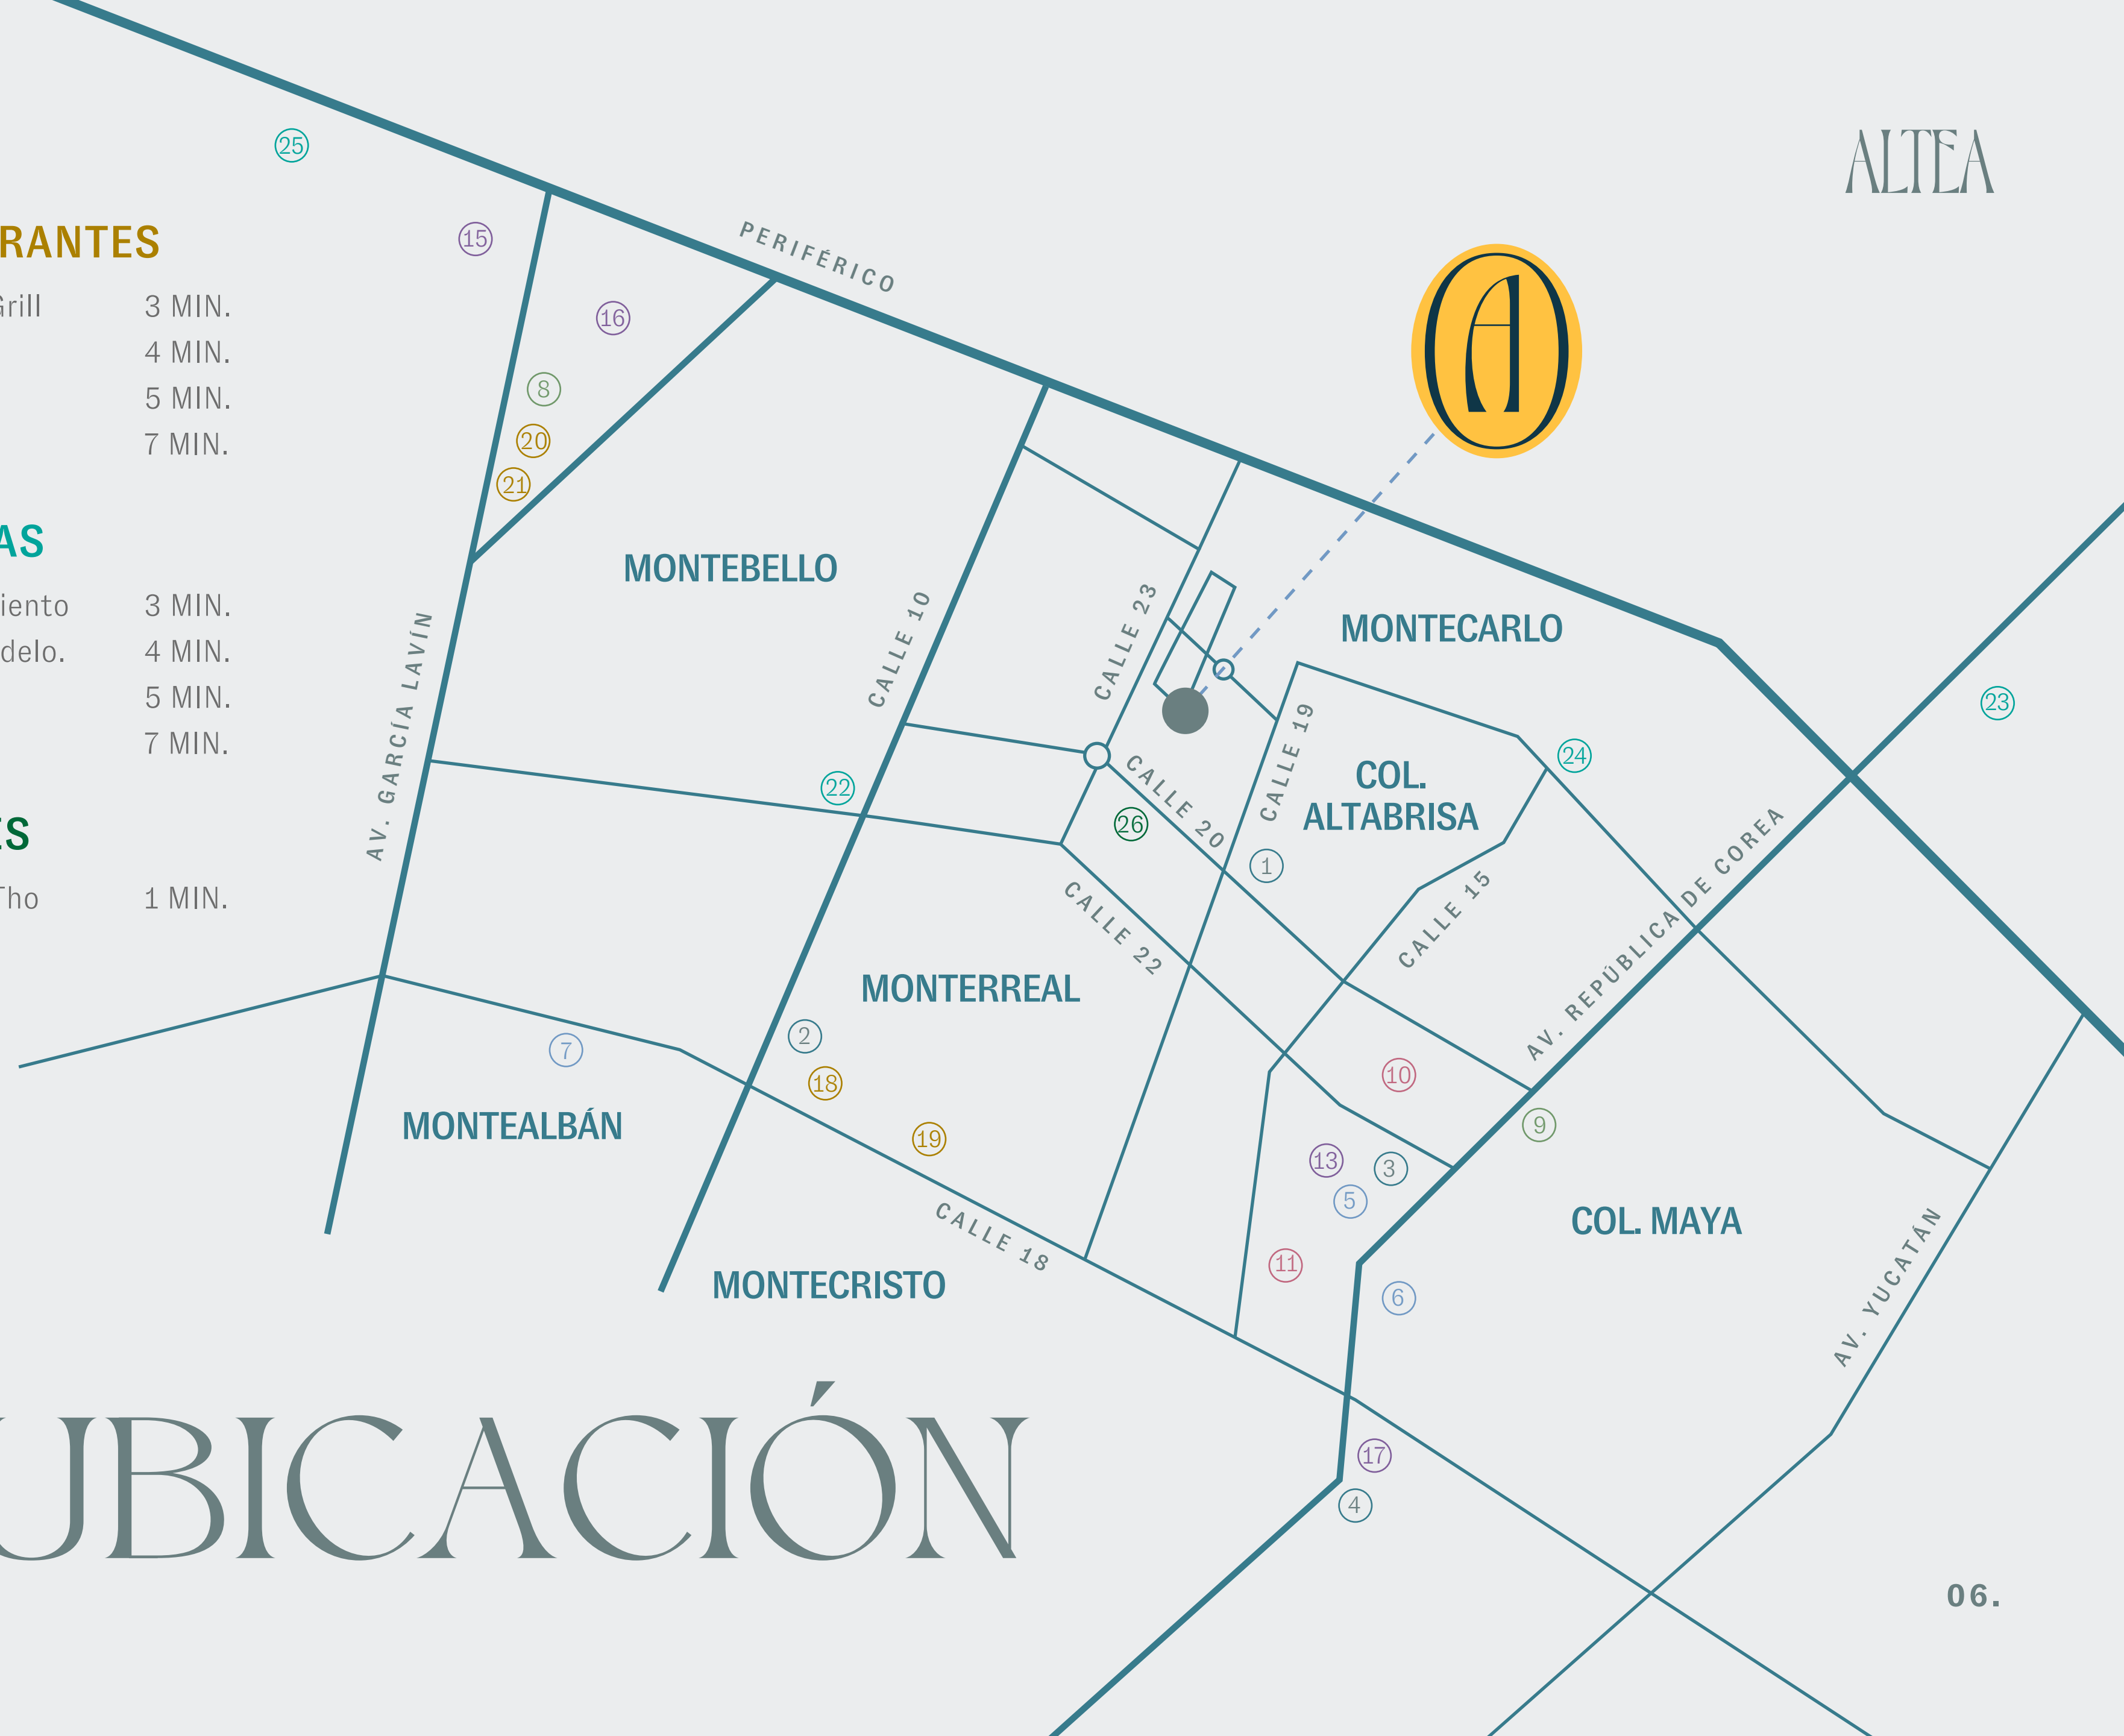 ALTEA
RANTES
Grill 3 MIN.
4 MIN.
5 MIN.
7 MIN.
AS
iento 3 MIN.
delo. 4 MIN.
5 MIN.
7 MIN.
ES
Tho 1 MIN.
25
15
16
8
20
21
PERIFÉRICO
A
MONTEBELLO
MONTECARLO
AV. GARCÍA LAVÍN
CALLE 10
CALLE 23
CALLE 19
CALLE 20
COL.
ALTABRISA
23
24
22
26
1
CALLE 22
CALLE 15
AV. REPÚBLICA DE COREA
MONTERREAL
2
7
18
10
MONTEALBÁN
19
9
13
3
5
CALLE 18
COL. MAYA
11
6
AV. YUCATÁN
MONTECRISTO
UBICACIÓN
17
4
06.